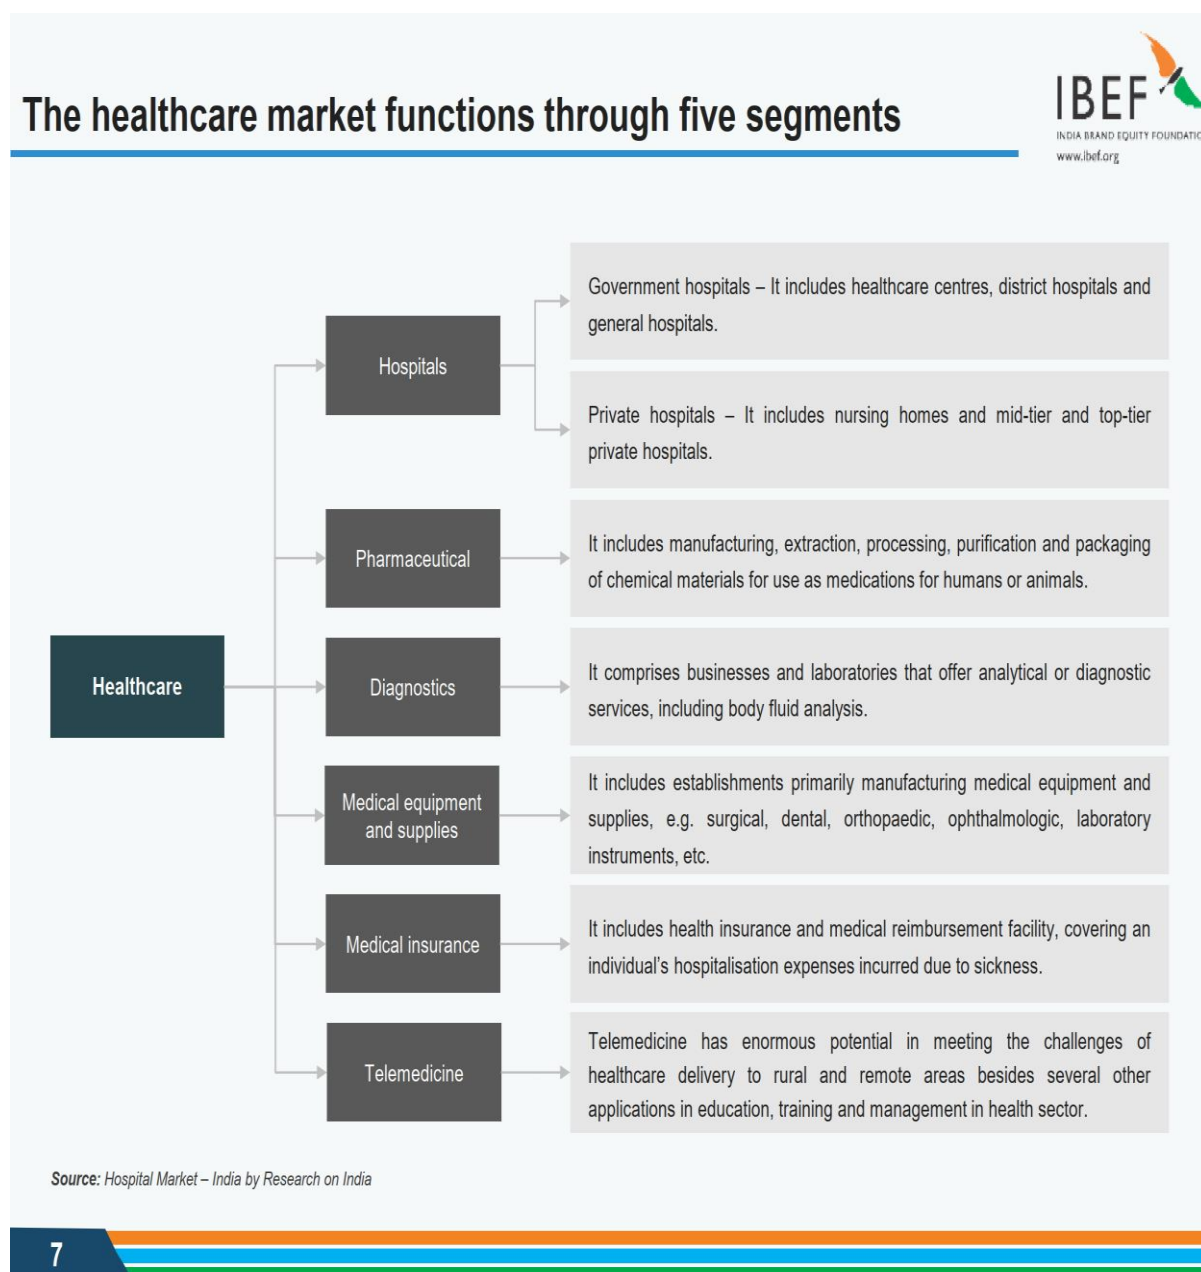 The healthcare market functions through five segments
IBEF
INDIA BRAND EQUITY FOUNDATIO
www.ibef.org
Healthcare
Hospitals
Government hospitals – It includes healthcare centres, district hospitals and
general hospitals.
Private hospitals – It includes nursing homes and mid-tier and top-tier
private hospitals.
Pharmaceutical
It includes manufacturing, extraction, processing, purification and packaging
of chemical materials for use as medications for humans or animals.
Diagnostics
It comprises businesses and laboratories that offer analytical or diagnostic
services, including body fluid analysis.
Medical equipment
and supplies
It includes establishments primarily manufacturing medical equipment and
supplies, e.g. surgical, dental, orthopaedic, ophthalmologic, laboratory
instruments, etc.
Medical insurance
It includes health insurance and medical reimbursement facility, covering an
individual’s hospitalisation expenses incurred due to sickness.
Telemedicine
Telemedicine has enormous potential in meeting the challenges of
healthcare delivery to rural and remote areas besides several other
applications in education, training and management in health sector.
Source: Hospital Market – India by Research on India
7